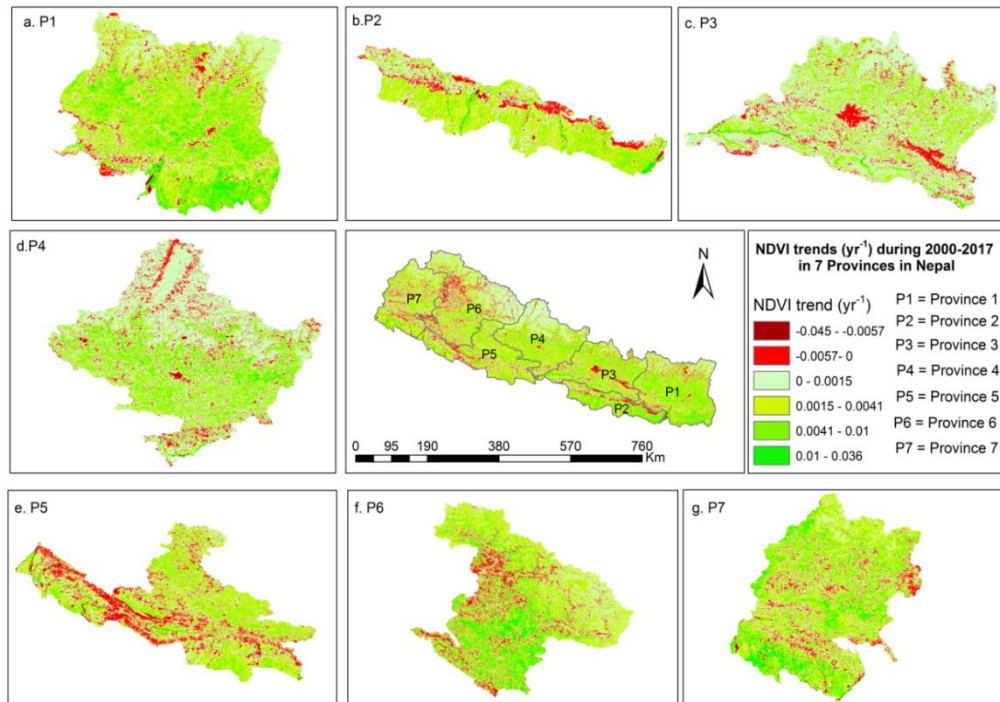 a. P1
b.P2
c. P3
d.P4
N
P7
P6
P4
P5
P3
P1
P2
0 95 190 380 570 760
Km
NDVI trends (yr-1) during 2000-2017
in 7 Provinces in Nepal
NDVI trend (yr-1)
-0.045 - -0.0057
-0.0057- 0
0 - 0.0015
0.0015 - 0.0041
0.0041 - 0.01
0.01 - 0.036
P1 = Province 1
P2 = Province 2
P3 = Province 3
P4 = Province 4
P5 = Province 5
P6 = Province 6
P7 = Province 7
e. P5
f. P6
g. P7